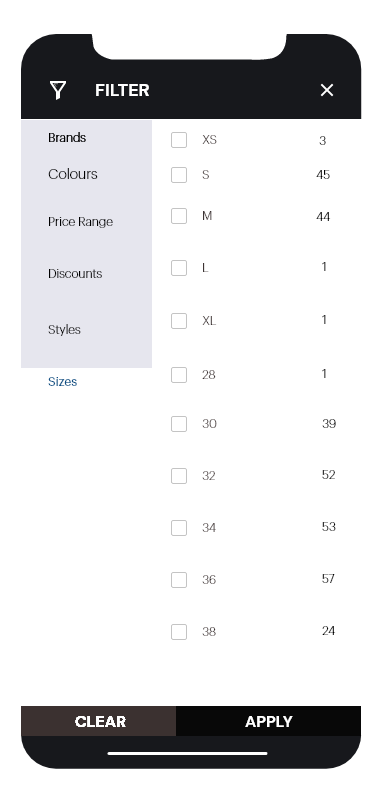 FILTER
Brands
XS 3
Colours
S 45
M 44
Price Range
L 1
Discounts
XL 1
Styles
28 1
Sizes
30 39
32 52
34 53
36 57
38 24
CLEAR APPLY